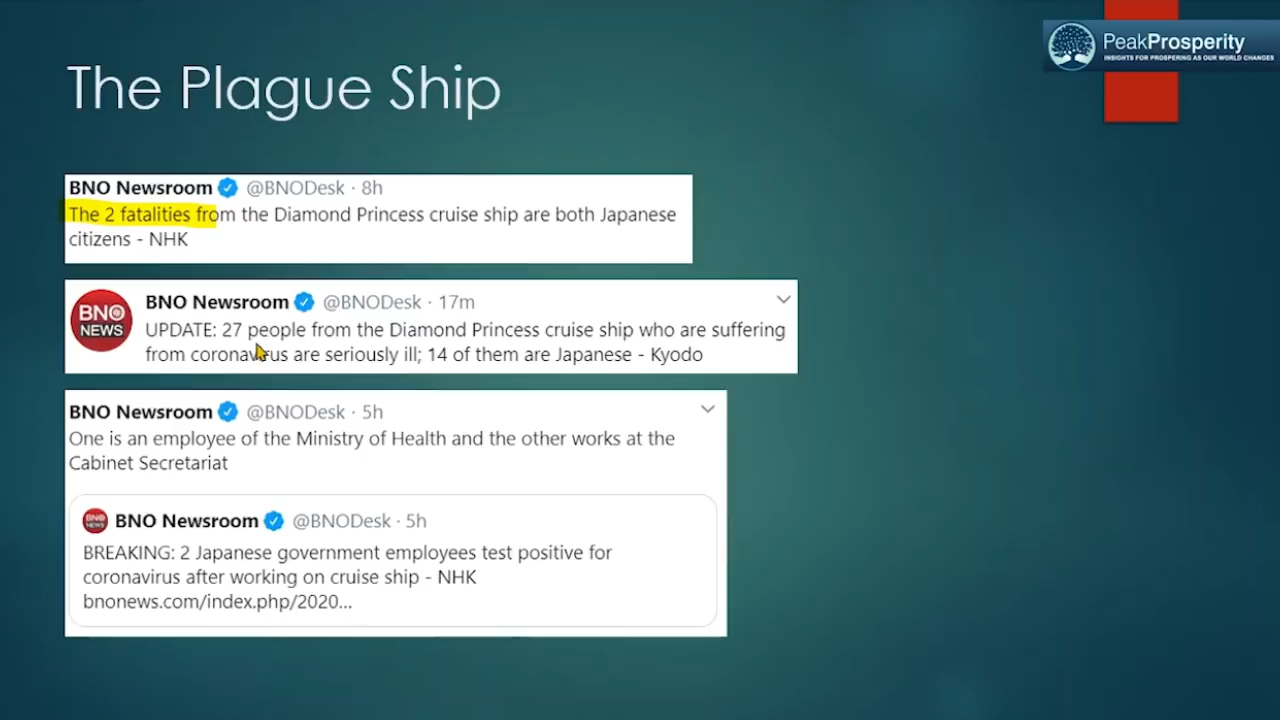 PeakProsperity
INSIGHTS FOR PROSPERING AS OUR WORLD CHANGES
The Plague Ship
BNO Newsroom @BNODesk · 8h
The 2 fatalities from the Diamond Princess cruise ship are both Japanese
citizens - NHK
BNO
NEWS
BNO Newsroom @BNODesk · 17m
UPDATE: 27 people from the Diamond Princess cruise ship who are suffering
from coronavirus are seriously ill; 14 of them are Japanese - Kyodo
BNO Newsroom @BNODesk · 5h
One is an employee of the Ministry of Health and the other works at the
Cabinet Secretariat
BNO
NEWS
BNO Newsroom @BNODesk · 5h
BREAKING: 2 Japanese government employees test positive for
coronavirus after working on cruise ship - NHK
bnonews.com/index.php/2020...